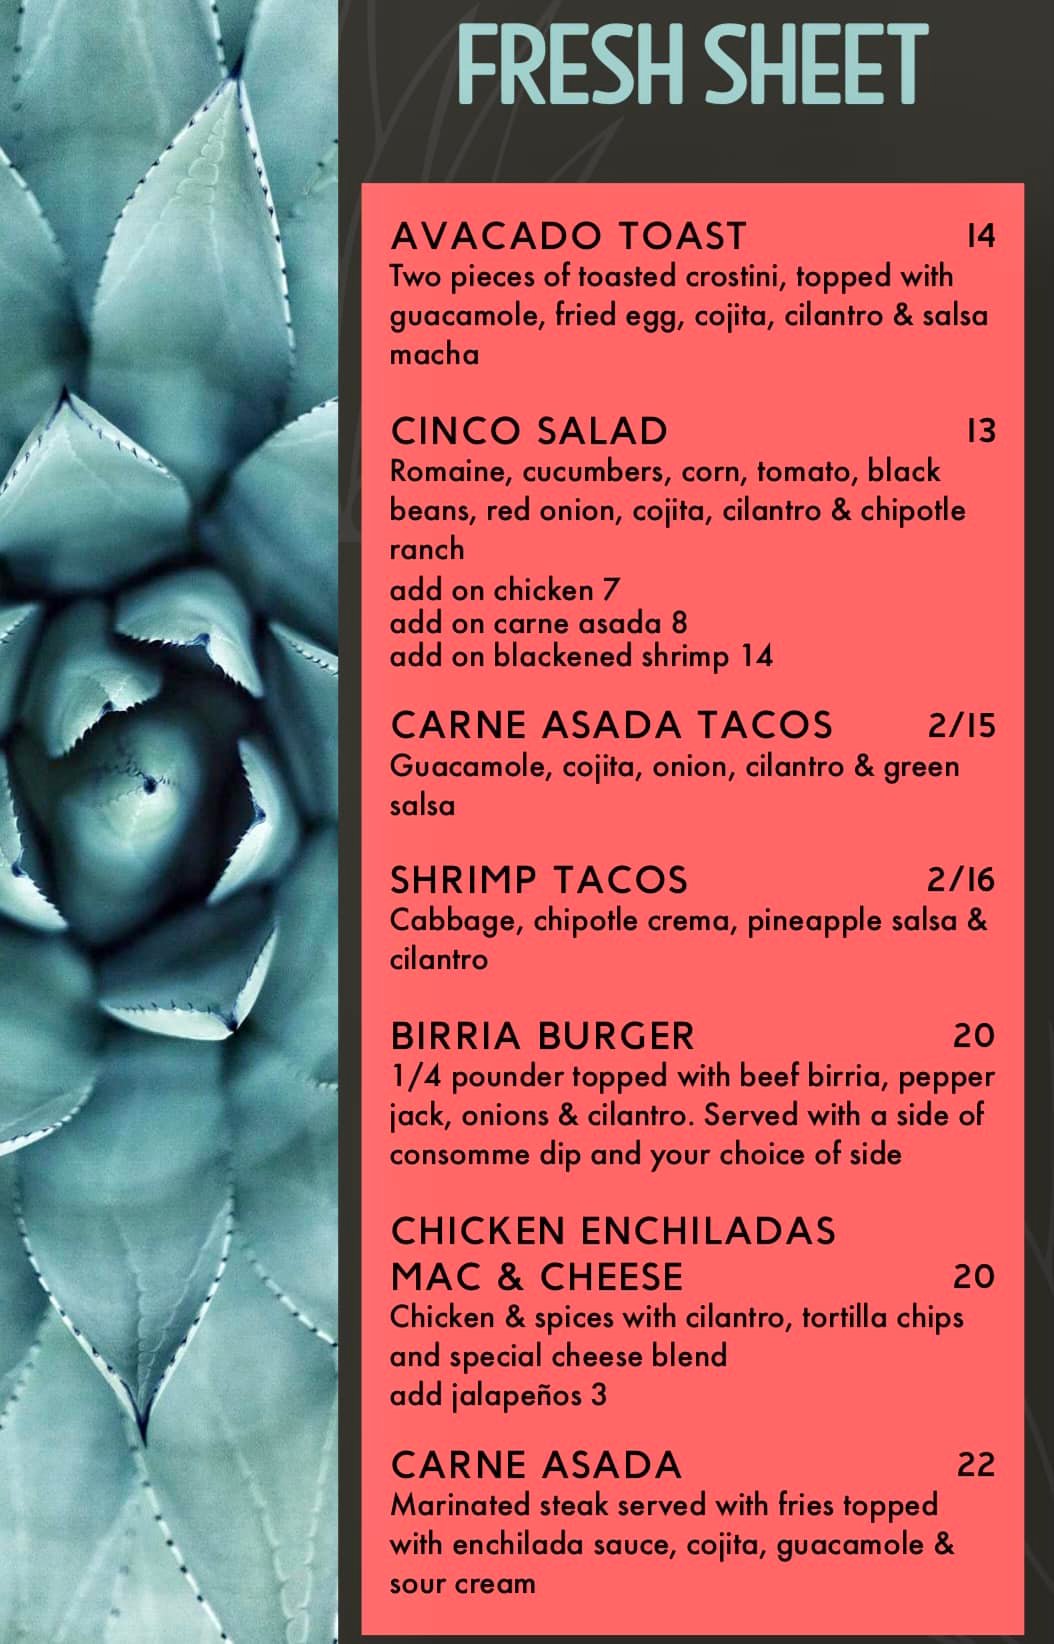 FRESH SHEET
AVACADO TOAST 14
Two pieces of toasted crostini, topped with
guacamole, fried egg, cojita, cilantro & salsa
macha
CINCO SALAD 13
Romaine, cucumbers, corn, tomato, black
beans, red onion, cojita, cilantro & chipotle
ranch
add on chicken 7
add on carne asada 8
add on blackened shrimp 14
CARNE ASADA TACOS 2/15
Guacamole, cojita, onion, cilantro & green
salsa
SHRIMP TACOS 2/16
Cabbage, chipotle crema, pineapple salsa &
cilantro
BIRRIA BURGER 20
1/4 pounder topped with beef birria, pepper
jack, onions & cilantro. Served with a side of
consomme dip and your choice of side
CHICKEN ENCHILADAS
MAC & CHEESE 20
Chicken & spices with cilantro, tortilla chips
and special cheese blend
add jalapeños 3
CARNE ASADA 22
Marinated steak served with fries topped
with enchilada sauce, cojita, guacamole &
sour cream